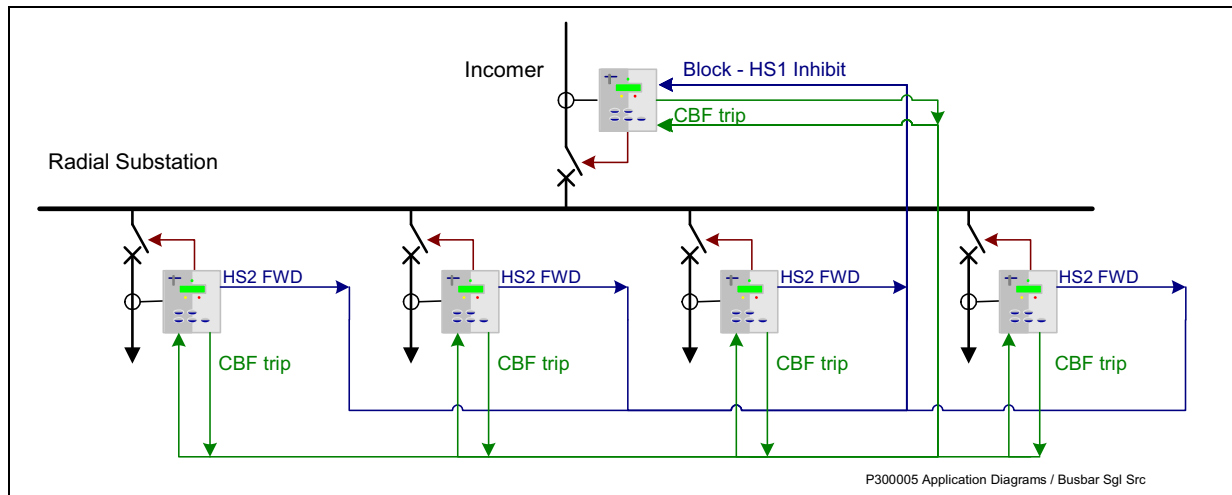 Incomer
Block - HS1 Inhibit
CBF trip
Radial Substation
HS2 FWD
HS2 FWD
HS2 FWD
HS2 FWD
CBF trip
CBF trip
CBF trip
CBF trip
P300005 Application Diagrams / Busbar Sgl Src